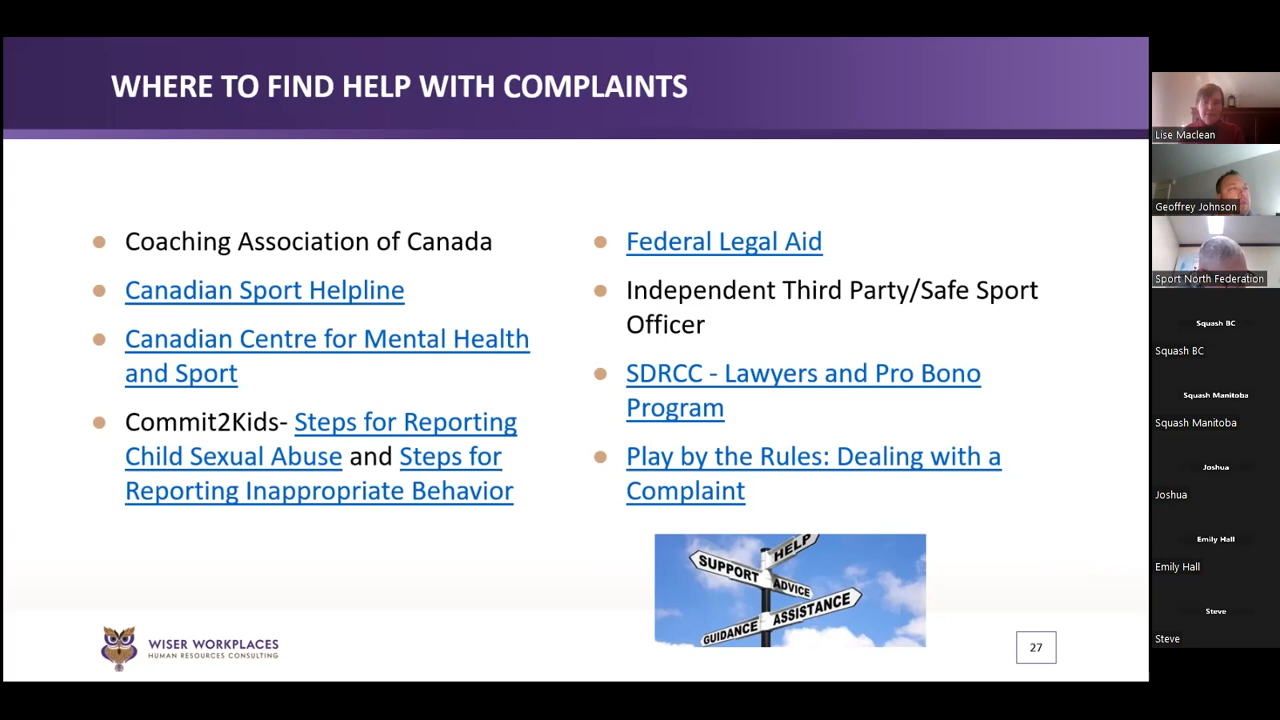 WHERE TO FIND HELP WITH COMPLAINTS
Coaching Association of Canada
Canadian Sport Helpline
Canadian Centre for Mental Health
and Sport
Commit2Kids- Steps for Reporting
Child Sexual Abuse and Steps for
Reporting Inappropriate Behavior
Federal Legal Aid
Independent Third Party/Safe Sport
Officer
SDRCC - Lawyers and Pro Bono
Program
Play by the Rules: Dealing with a
Complaint
HELP
SUPPORT
ADVICE
ASSISTANCE
GUIDANCE
WISER WORKPLACES
HUMAN RESOURCES CONSULTING
27
Lise Maclean
Geoffrey Johnson
Sport North Federation
Squash BC
Squash BC
Squash Manitoba
Squash Manitoba
Joshua
Joshua
Emily Hall
Emily Hall
Steve
Steve